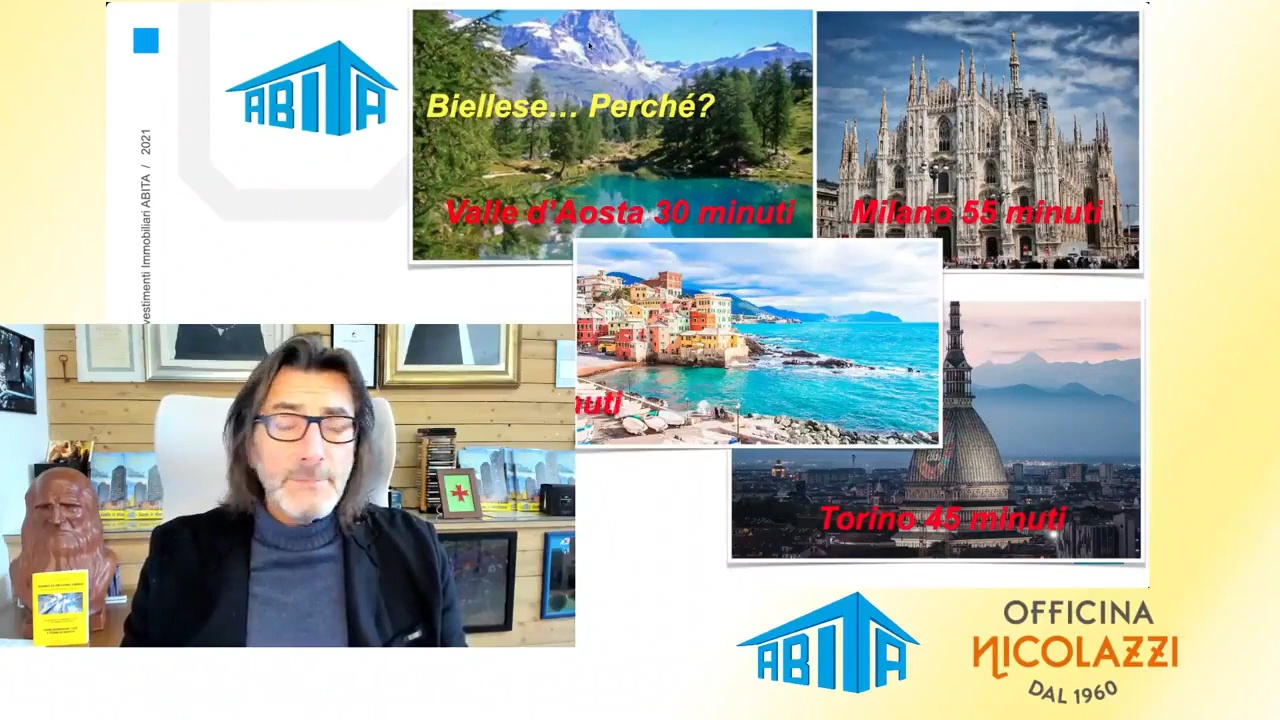 ABITA
Biellese... Perché?
Valle d'Aosta 30 minuti
Milano 55 minuti
vestimenti Immobiliari ABITA / 2021
nuti
Torino 45 minuti
ABITA
OFFICINA
NICOLAZZI
DAL 1960